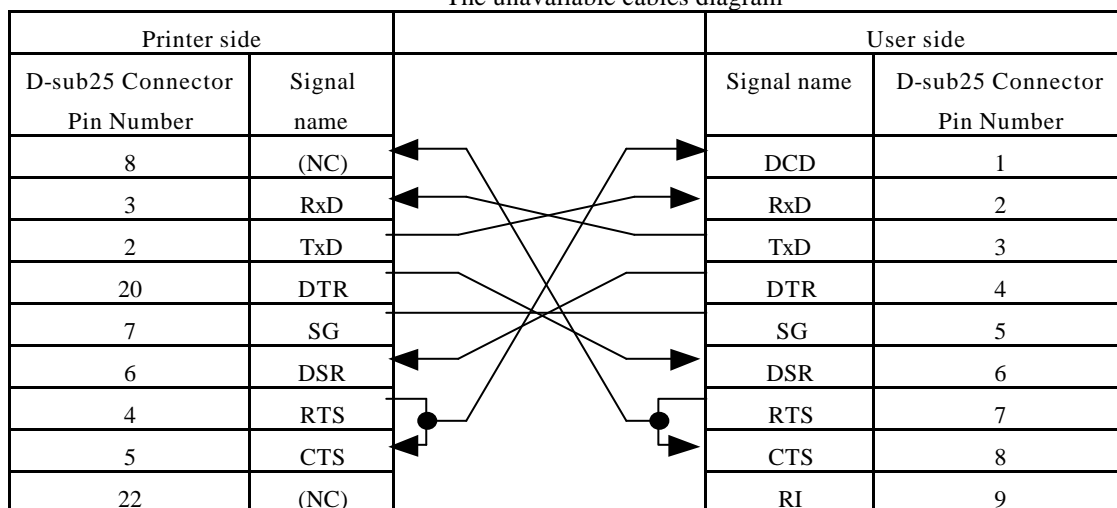 The unavailable cables diagram
Printer side User side
D-sub25 Connector Pin Number Signal name Signal name D-sub25 Connector Pin Number
8 (NC) DCD 1
3 RxD RxD 2
2 TxD TxD 3
20 DTR DTR 4
7 SG SG 5
6 DSR DSR 6
4 RTS RTS 7
5 CTS CTS 8
22 (NC) RI 9